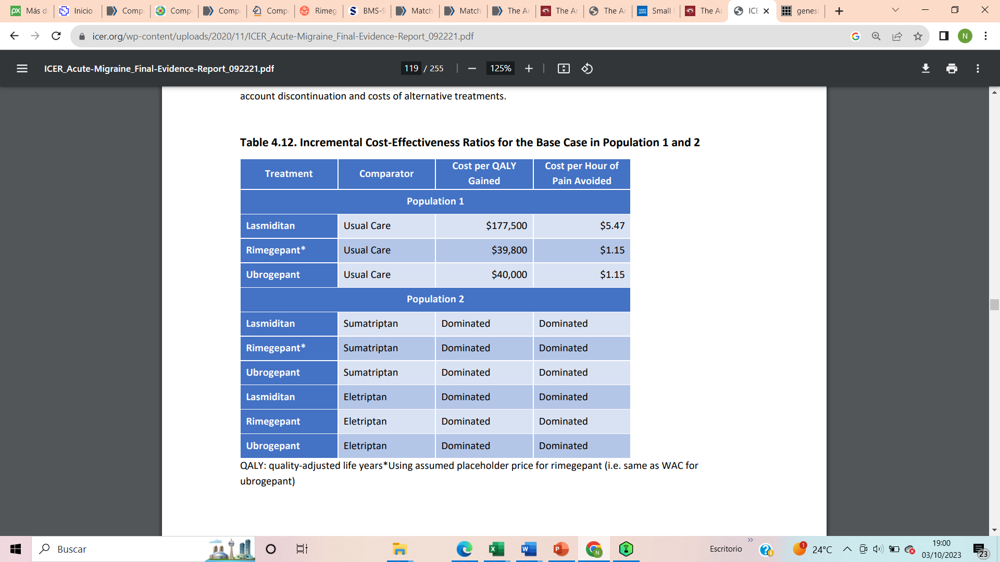 Más d
Inicio
Comp
Comp
Comp
Comp
Rimeg
BMS-9
Match
Match
The Ar
The Ar
The Ar
Small
The Ar
ICE
genesi
icer.org/wp-content/uploads/2020/11/ICER_Acute-Migraine_Final-Evidence-Report_092221.pdf
N
ICER_Acute-Migraine_Final-Evidence-Report_092221.pdf
119 / 255
125%
account discontinuation and costs of alternative treatments.
Table 4.12. Incremental Cost-Effectiveness Ratios for the Base Case in Population 1 and 2
Treatment Comparator Cost per QALY Gained Cost per Hour of Pain Avoided
Population 1
Lasmiditan Usual Care $177,500 $5.47
Rimegepant* Usual Care $39,800 $1.15
Ubrogepant Usual Care $40,000 $1.15
Population 2
Lasmiditan Sumatriptan Dominated Dominated
Rimegepant* Sumatriptan Dominated Dominated
Ubrogepant Sumatriptan Dominated Dominated
Lasmiditan Eletriptan Dominated Dominated
Rimegepant Eletriptan Dominated Dominated
Ubrogepant Eletriptan Dominated Dominated
QALY: quality-adjusted life years*Using assumed placeholder price for rimegepant (i.e. same as WAC for
ubrogepant)
Buscar
Escritorio
1
24°C
19:00
03/10/2023
23